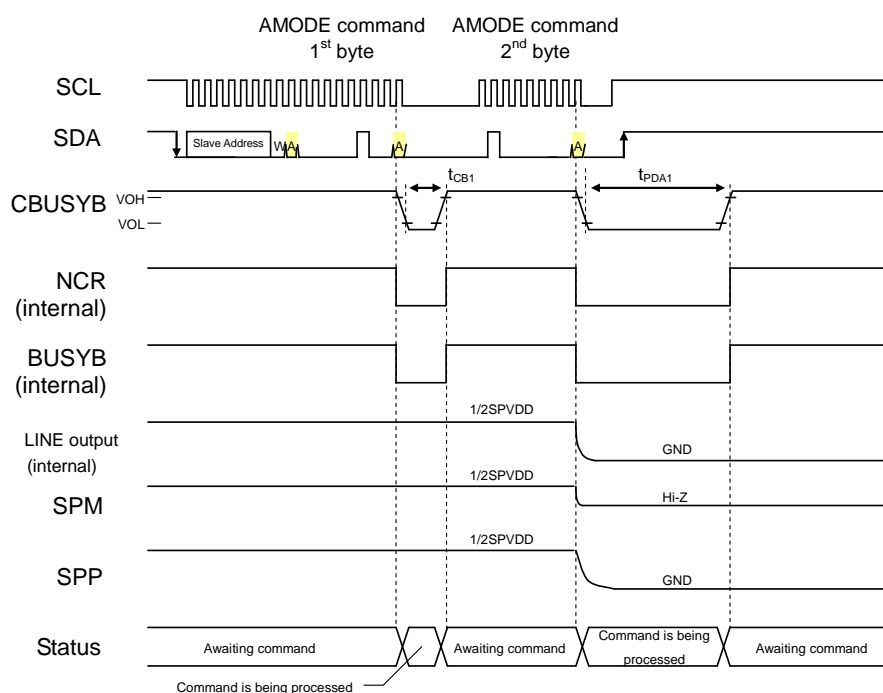 AMODE command
1st byte
AMODE command
2nd byte
SCL
SDA
Slave Address
W
A
A
A
tCB1
tPDA1
CBUSYB
VOH
VOL
NCR
(internal)
BUSYB
(internal)
1/2SPVDD
LINE output
(internal)
GND
1/2SPVDD
SPM
Hi-Z
1/2SPVDD
SPP
GND
Status
Awaiting command
Awaiting command
Command is being
processed
Awaiting command
Command is being processed